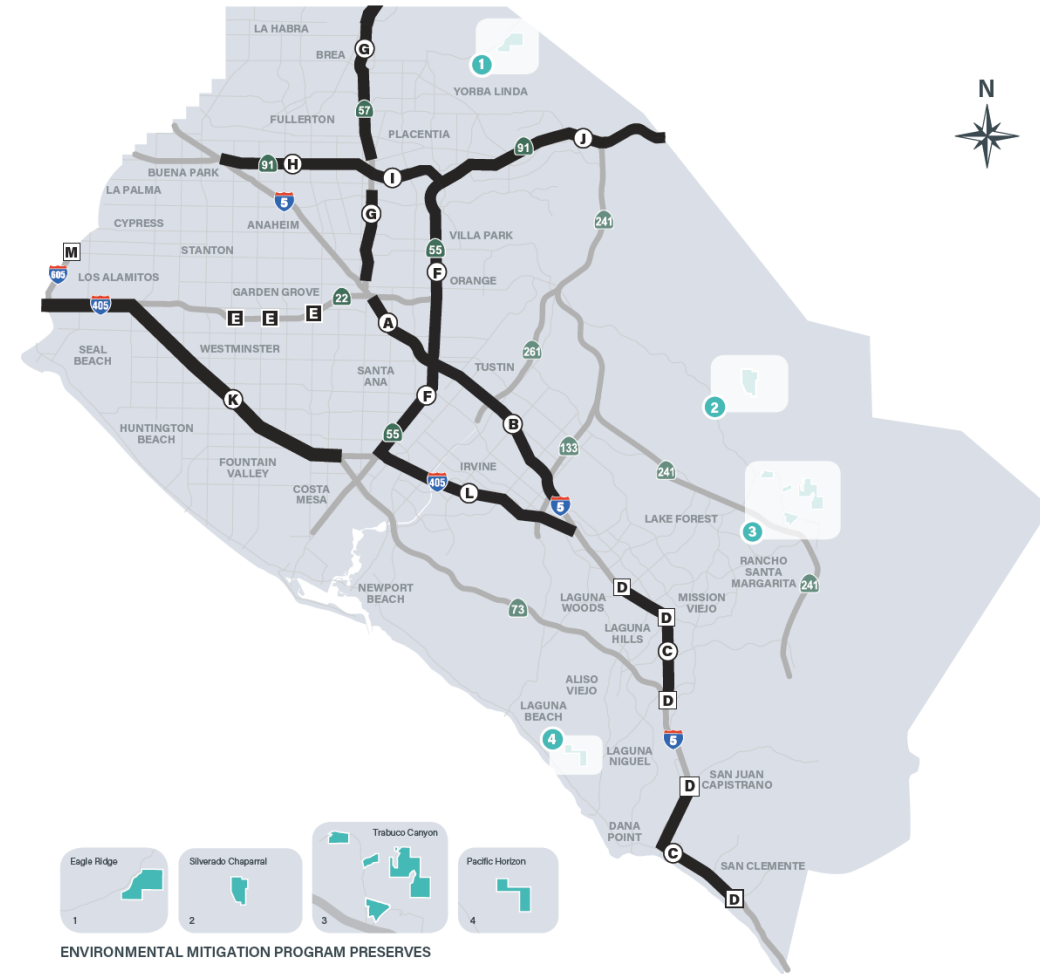 LA HABRA
G
BREA
1
YORBA LINDA
N
57
FULLERTON
PLACENTIA
91
J
91
H
I
BUENA PARK
LA PALMA
5
G
241
CYPRESS
ANAHEIM
VILLA PARK
STANTON
M
55
F
605
LOS ALAMITOS
ORANGE
GARDEN GROVE
22
405
E
E
E
A
SEAL
BEACH
WESTMINSTER
261
TUSTIN
SANTA
ANA
F
K
2
B
HUNTINGTON
BEACH
55
133
FOUNTAIN
VALLEY
IRVINE
241
COSTA
MESA
405
L
5
LAKE FOREST
3
RANCHO
SANTA
MARGARITA
241
NEWPORT
BEACH
D
LAGUNA
WOODS
MISSION
VIEJO
73
D
LAGUNA
HILLS
C
ALISO
VIEJO
D
LAGUNA
BEACH
4
5
LAGUNA
NIGUEL
D
SAN JUAN
CAPISTRANO
DANA
POINT
C
SAN CLEMENTE
D
Eagle Ridge
1
Silverado Chaparral
2
Trabuco Canyon
3
Pacific Horizon
4
ENVIRONMENTAL MITIGATION PROGRAM PRESERVES